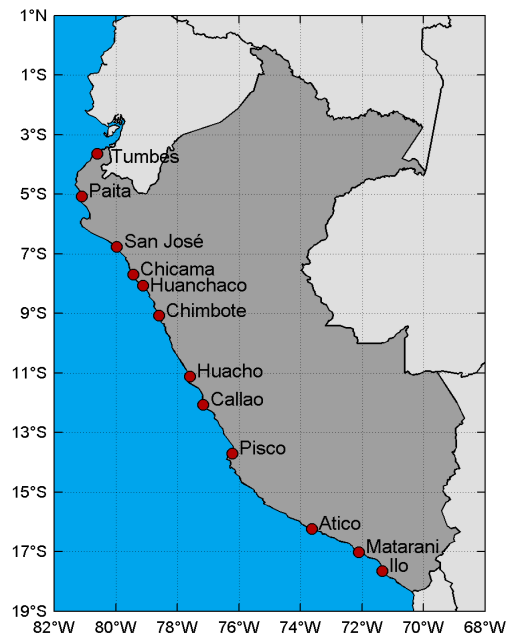 1°N
1°S
3°S
Tumbes
5°S
Paita
7°S
San José
Chicama
Huanchaco
9°S
Chimbote
11°S
Huacho
Callao
13°S
Pisco
15°S
Atico
17°S
Matarani
Ilo
19°S
82°W 80°W 78°W 76°W 74°W 72°W 70°W 68°W